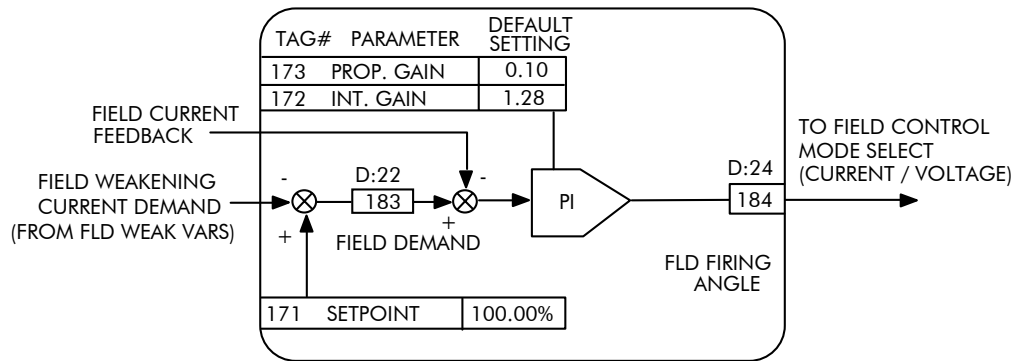 TAG# PARAMETER DEFAULT SETTING
173 PROP. GAIN 0.10
172 INT. GAIN 1.28
FIELD CURRENT
FEEDBACK
TO FIELD CONTROL
MODE SELECT
(CURRENT / VOLTAGE)
FIELD WEAKENING
CURRENT DEMAND
(FROM FLD WEAK VARS)
-
+
D:22
183
FIELD DEMAND
-
+
PI
D:24
184
FLD FIRING
ANGLE
171 SETPOINT 100.00%